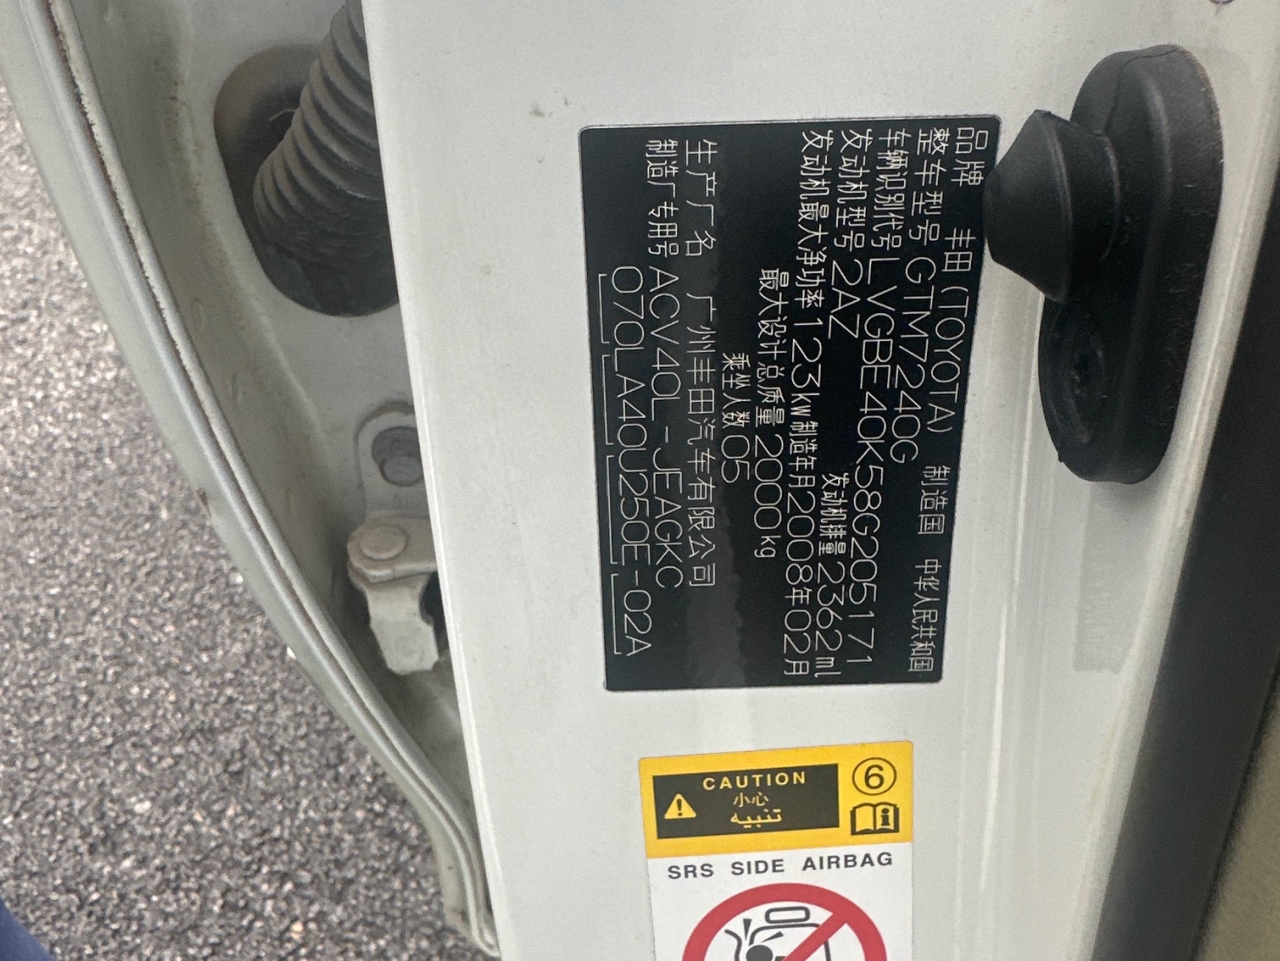 品牌 丰田(TOYOTA) 制造国 中华人民共和国
整车型号 GTM7240G
车辆识别代号 LVGBE40K58G205171
发动机型号 2AZ 发动机排量 2362ml
发动机最大净功率 123kw 制造年月 2008年02月
最大设计总质量 2000kg
乘坐人数 05
生产厂名 广州丰田汽车有限公司
制造厂专用号 ACV40L-JEAGKC
070LA40U250E-02A
CAUTION
小心
تنبيه
6
SRS SIDE AIRBAG